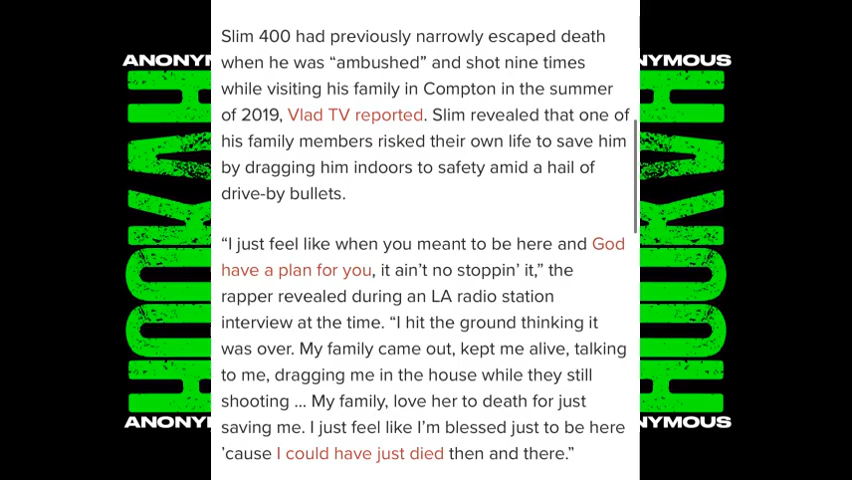 Slim 400 had previously narrowly escaped death
when he was “ambushed” and shot nine times
while visiting his family in Compton in the summer
of 2019, Vlad TV reported. Slim revealed that one of
his family members risked their own life to save him
by dragging him indoors to safety amid a hail of
drive-by bullets.
“I just feel like when you meant to be here and God
have a plan for you, it ain’t no stoppin’ it,” the
rapper revealed during an LA radio station
interview at the time. “I hit the ground thinking it
was over. My family came out, kept me alive, talking
to me, dragging me in the house while they still
shooting ... My family, love her to death for just
saving me. I just feel like I’m blessed just to be here
’cause I could have just died then and there.”
ANONYM
HOOKAH
ANONYM
NYMOUS
HOOKAH
NYMOUS